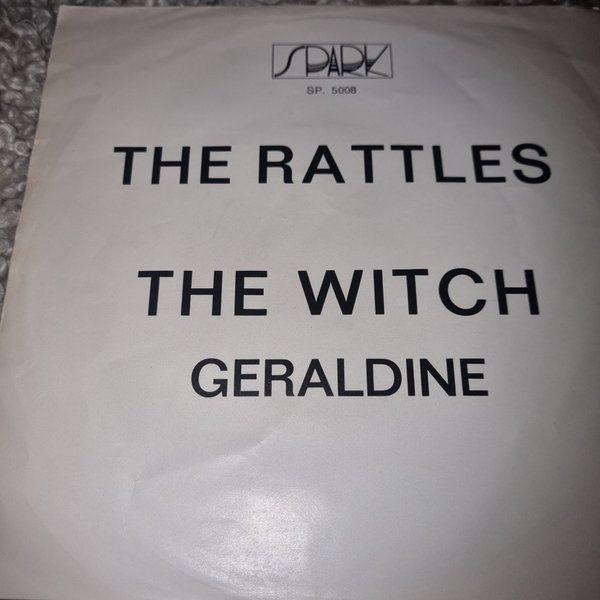 SPARK
SP. 5008
THE RATTLES
THE WITCH
GERALDINE